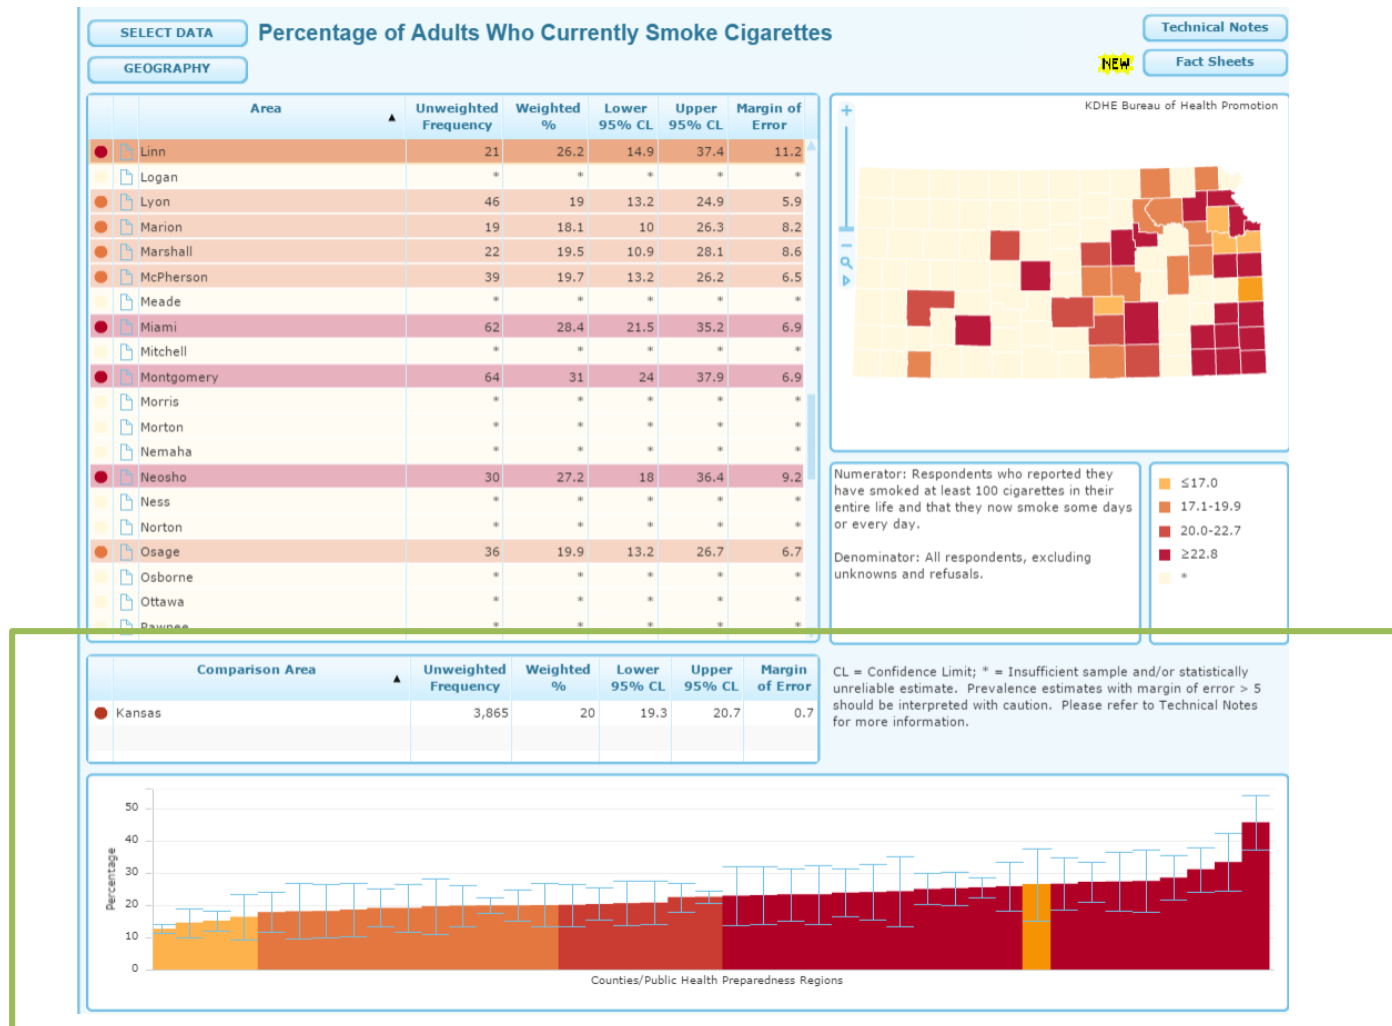 SELECT DATA
Percentage of Adults Who Currently Smoke Cigarettes
Technical Notes
GEOGRAPHY
NEW
Fact Sheets
Area ▲ Unweighted Frequency Weighted % Lower 95% CL Upper 95% CL Margin of Error
Linn 21 26.2 14.9 37.4 11.2
Logan * * * * *
Lyon 46 19 13.2 24.9 5.9
Marion 19 18.1 10 26.3 8.2
Marshall 22 19.5 10.9 28.1 8.6
McPherson 39 19.7 13.2 26.2 6.5
Meade * * * * *
Miami 62 28.4 21.5 35.2 6.9
Mitchell * * * * *
Montgomery 64 31 24 37.9 6.9
Morris * * * * *
Morton * * * * *
Nemaha * * * * *
Neosho 30 27.2 18 36.4 9.2
Ness * * * * *
Norton * * * * *
Osage 36 19.9 13.2 26.7 6.7
Osborne * * * * *
Ottawa * * * * *
Pawnee * * * * *
KDHE Bureau of Health Promotion
+
−
Numerator: Respondents who reported they
have smoked at least 100 cigarettes in their
entire life and that they now smoke some days
or every day.
Denominator: All respondents, excluding
unknowns and refusals.
≤17.0
17.1-19.9
20.0-22.7
≥22.8
*
Comparison Area ▲ Unweighted Frequency Weighted % Lower 95% CL Upper 95% CL Margin of Error
Kansas 3,865 20 19.3 20.7 0.7
CL = Confidence Limit; * = Insufficient sample and/or statistically
unreliable estimate. Prevalence estimates with margin of error > 5
should be interpreted with caution. Please refer to Technical Notes
for more information.
Percentage
50
40
30
20
10
0
Counties/Public Health Preparedness Regions